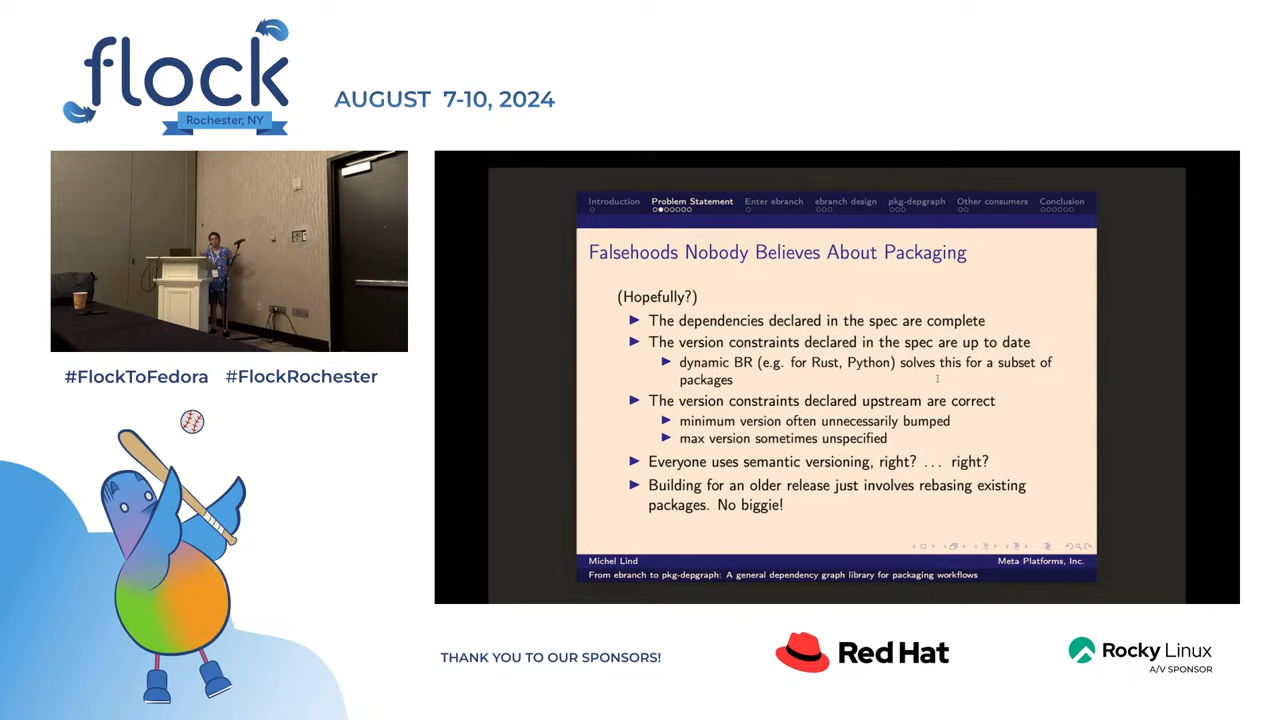 flock
Rochester, NY
AUGUST 7-10, 2024
#FlockToFedora #FlockRochester
Introduction Problem Statement Enter ebranch ebranch design pkg-depgraph Other consumers Conclusion
Falsehoods Nobody Believes About Packaging
(Hopefully?)
The dependencies declared in the spec are complete
The version constraints declared in the spec are up to date
dynamic BR (e.g. for Rust, Python) solves this for a subset of
packages
The version constraints declared upstream are correct
minimum version often unnecessarily bumped
max version sometimes unspecified
Everyone uses semantic versioning, right? ... right?
Building for an older release just involves rebasing existing
packages. No biggie!
Michel Lind Meta Platforms, Inc.
From ebranch to pkg-depgraph: A general dependency graph library for packaging workflows
THANK YOU TO OUR SPONSORS!
Red Hat
Rocky Linux
A/V SPONSOR